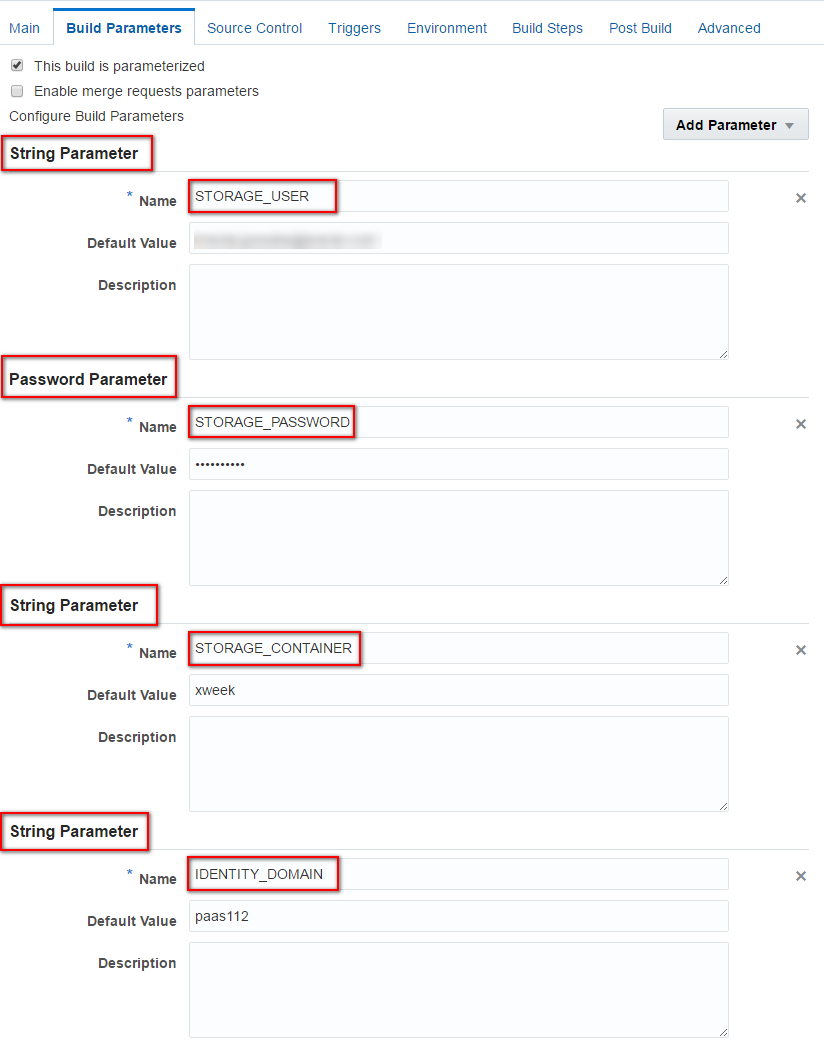 Main Build Parameters Source Control Triggers Environment Build Steps Post Build Advanced
This build is parameterized
Enable merge requests parameters
Configure Build Parameters
Add Parameter
String Parameter
* Name STORAGE_USER
Default Value
Description
Password Parameter
* Name STORAGE_PASSWORD
Default Value ••••••••••
Description
String Parameter
* Name STORAGE_CONTAINER
Default Value xweek
Description
String Parameter
* Name IDENTITY_DOMAIN
Default Value paas112
Description